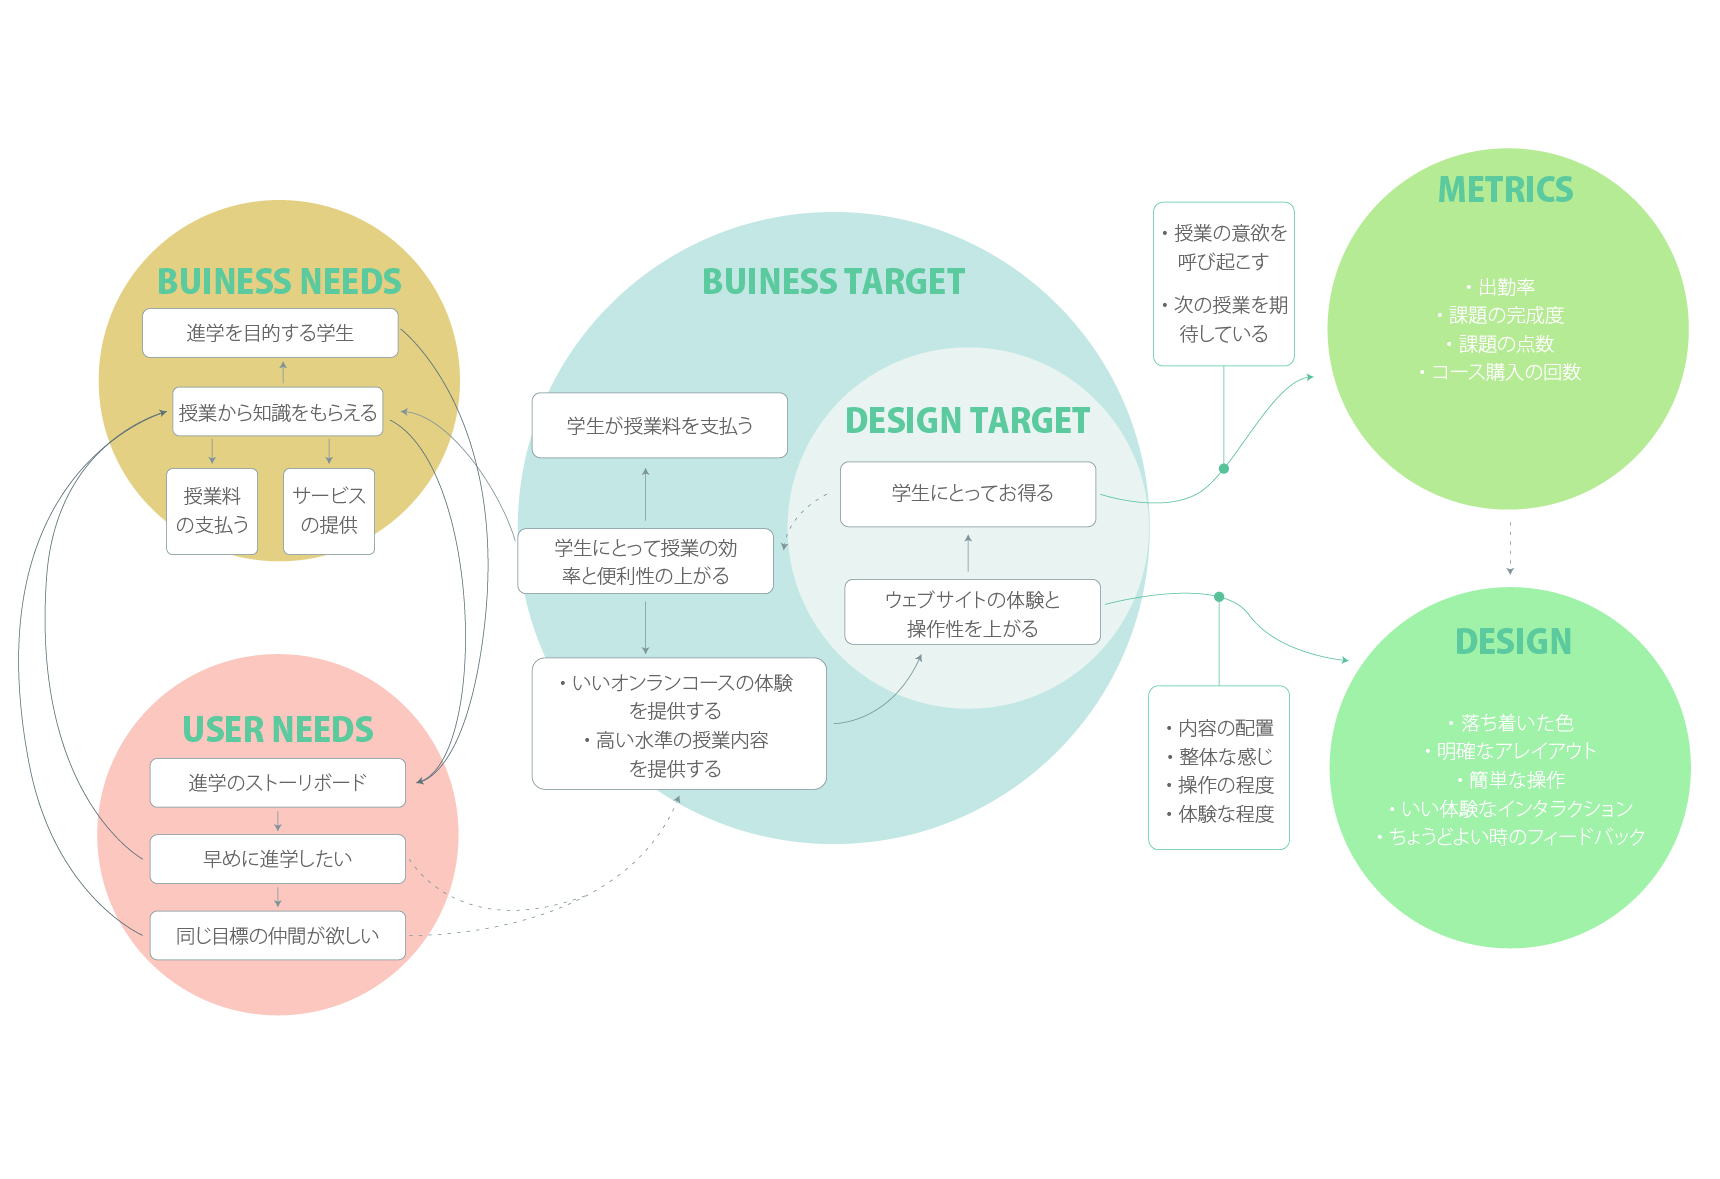 BUINESS NEEDS
進学を目的する学生
授業から知識をもらえる
授業料
の支払う
サービス
の提供
USER NEEDS
進学のストーリボード
早めに進学したい
同じ目標の仲間が欲しい
BUINESS TARGET
学生が授業料を支払う
学生にとって授業の効
率と便利性の上がる
・いいオンランコースの体験
を提供する
・高い水準の授業内容
を提供する
DESIGN TARGET
学生にとってお得る
ウェブサイトの体験と
操作性を上がる
・授業の意欲を
呼び起こす
・次の授業を期
待している
・内容の配置
・整体な感じ
・操作の程度
・体験な程度
METRICS
・出勤率
・課題の完成度
・課題の点数
・コース購入の回数
DESIGN
・落ち着いた色
・明確なアレイアウト
・簡単な操作
・いい体験なインタラクション
・ちょうどよい時のフィードバック